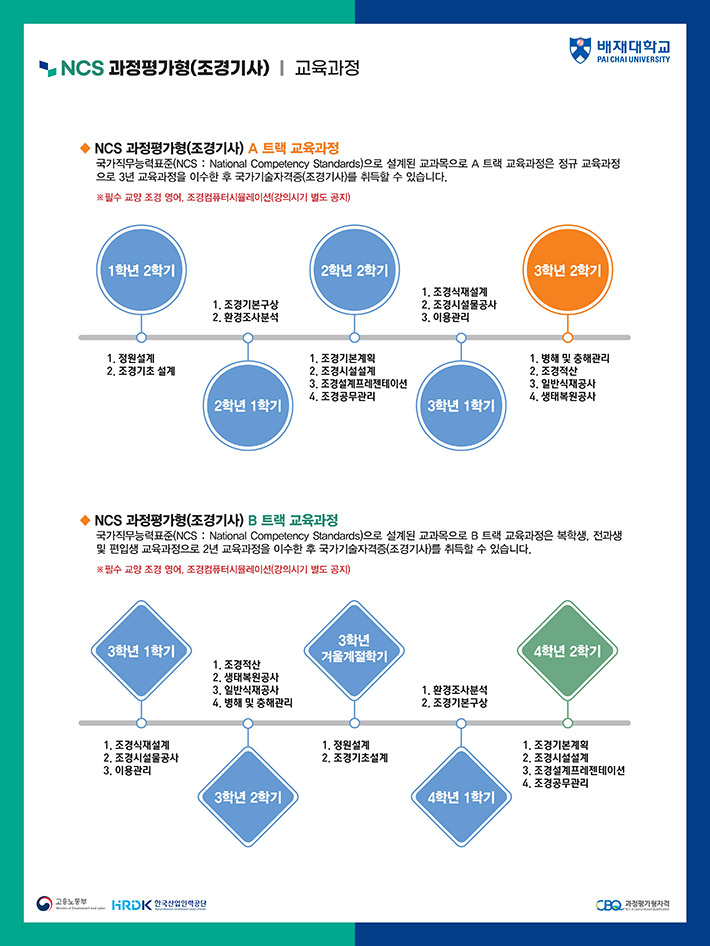 배재대학교
PAI CHAI UNIVERSITY
NCS 과정평가형(조경기사) | 교육과정
◆ NCS 과정평가형(조경기사) A 트랙 교육과정
국가직무능력표준(NCS : National Competency Standards)으로 설계된 교과목으로 A 트랙 교육과정은 정규 교육과정
으로 3년 교육과정을 이수한 후 국가기술자격증(조경기사)를 취득할 수 있습니다.
※필수 교양 조경 영어, 조경컴퓨터시뮬레이션(강의시기 별도 공지)
1학년 2학기
1. 정원설계
2. 조경기초 설계
1. 조경기본구상
2. 환경조사분석
2학년 1학기
2학년 2학기
1. 조경기본계획
2. 조경시설설계
3. 조경설계프레젠테이션
4. 조경공무관리
1. 조경식재설계
2. 조경시설물공사
3. 이용관리
3학년 1학기
3학년 2학기
1. 병해 및 충해관리
2. 조경적산
3. 일반식재공사
4. 생태복원공사
◆ NCS 과정평가형(조경기사) B 트랙 교육과정
국가직무능력표준(NCS : National Competency Standards)으로 설계된 교과목으로 B 트랙 교육과정은 복학생, 전과생
및 편입생 교육과정으로 2년 교육과정을 이수한 후 국가기술자격증(조경기사)를 취득할 수 있습니다.
※필수 교양 조경 영어, 조경컴퓨터시뮬레이션(강의시기 별도 공지)
3학년 1학기
1. 조경식재설계
2. 조경시설물공사
3. 이용관리
1. 조경적산
2. 생태복원공사
3. 일반식재공사
4. 병해 및 충해관리
3학년 2학기
3학년
겨울계절학기
1. 정원설계
2. 조경기초설계
1. 환경조사분석
2. 조경기본구상
4학년 1학기
4학년 2학기
1. 조경기본계획
2. 조경시설설계
3. 조경설계프레젠테이션
4. 조경공무관리
고용노동부
Ministry of Employment and Labor
HRDK 한국산업인력공단
CBQ 과정평가형자격